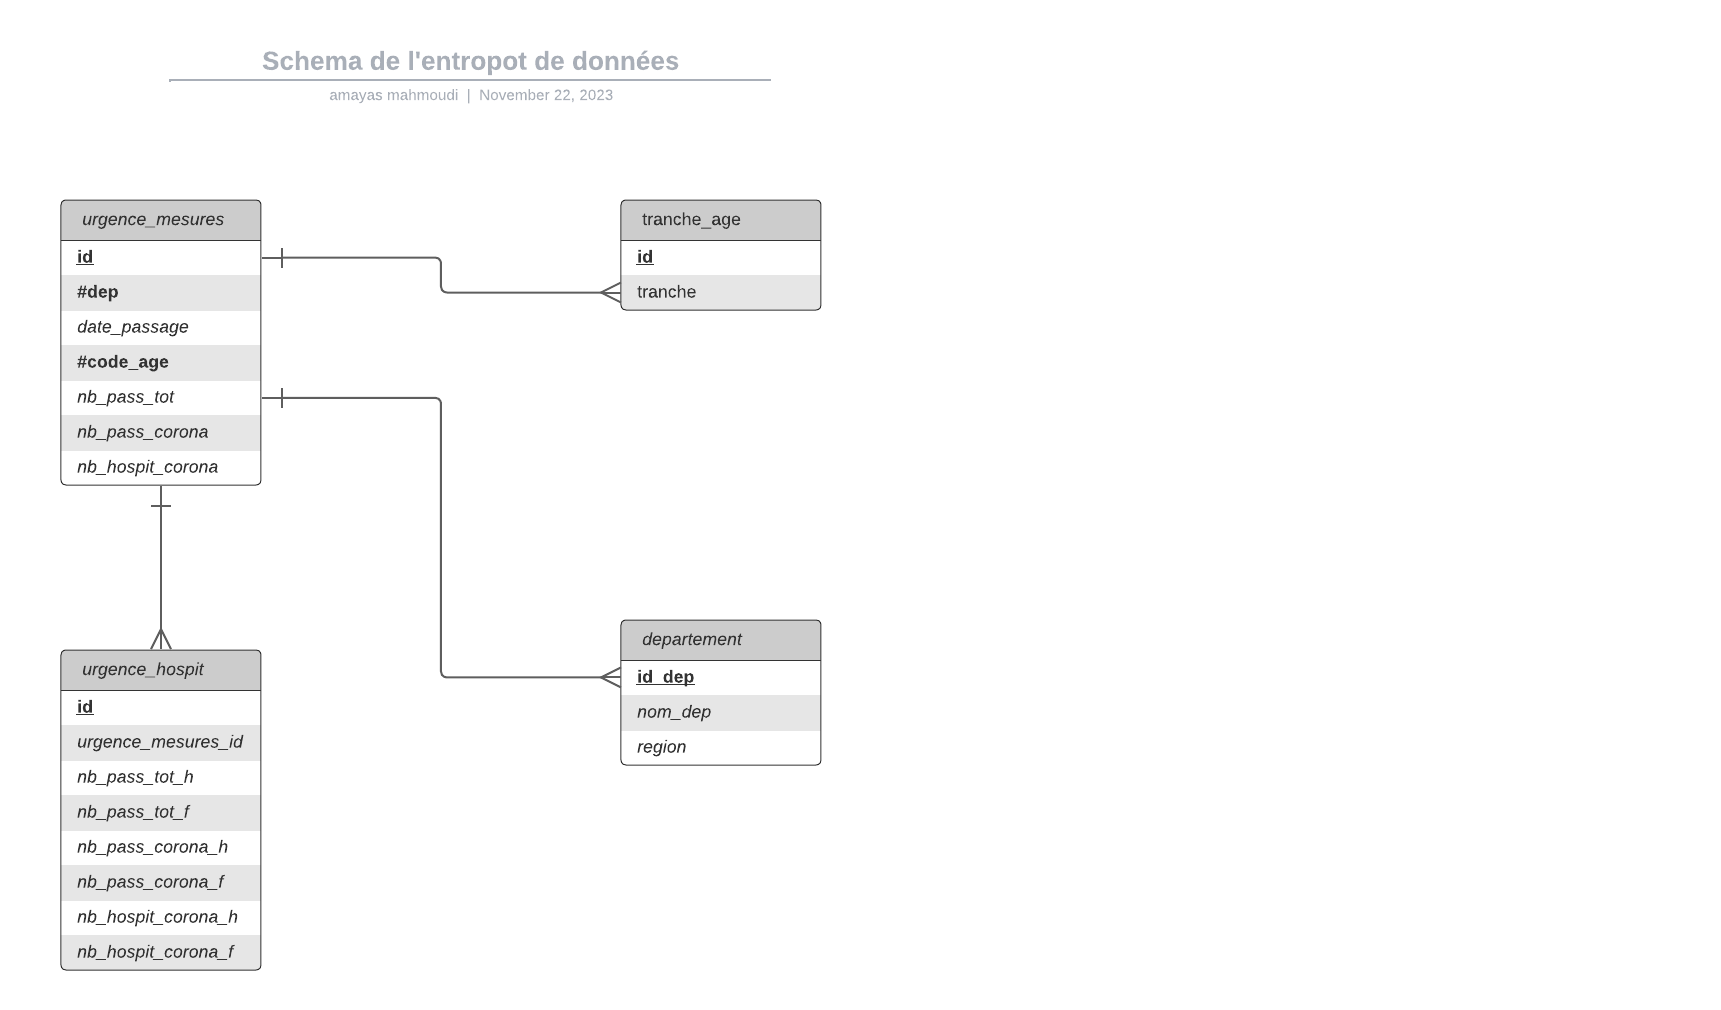 Schema de l'entropot de données
amayas mahmoudi | November 22, 2023
urgence_mesures
id
#dep
date_passage
#code_age
nb_pass_tot
nb_pass_corona
nb_hospit_corona
tranche_age
id
tranche
urgence_hospit
id
urgence_mesures_id
nb_pass_tot_h
nb_pass_tot_f
nb_pass_corona_h
nb_pass_corona_f
nb_hospit_corona_h
nb_hospit_corona_f
departement
id_dep
nom_dep
region